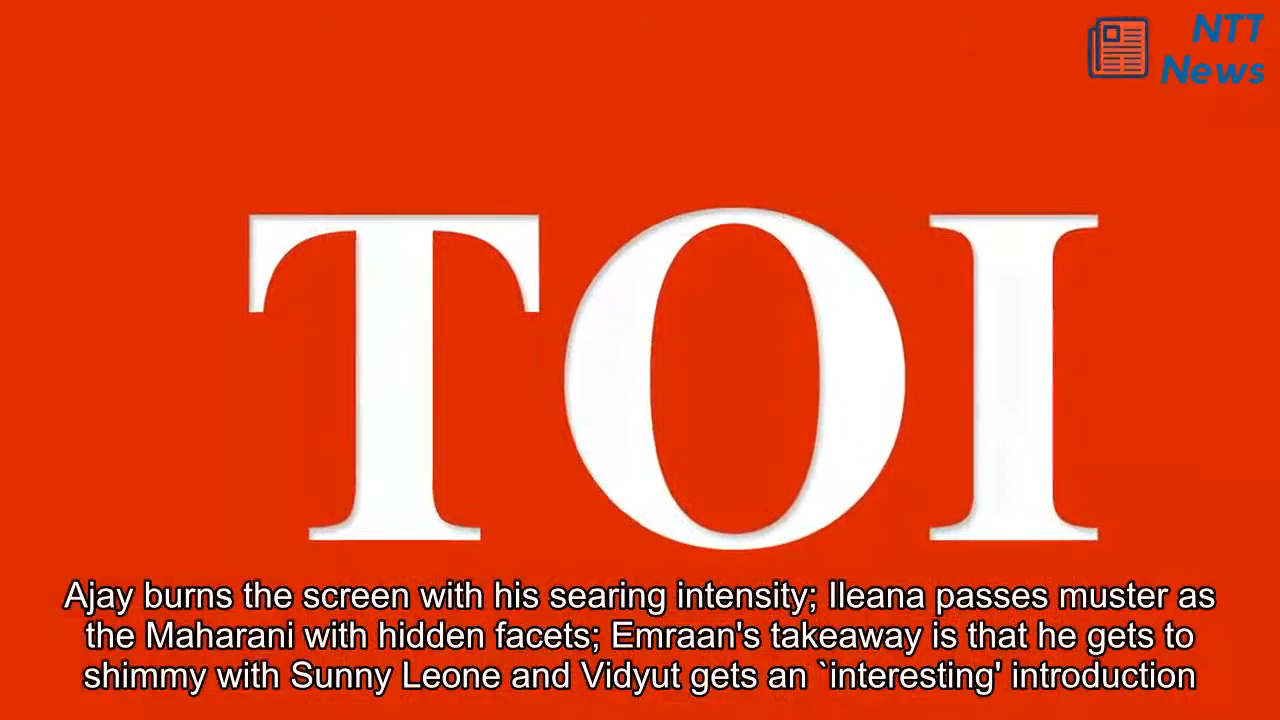 NTT
News
TOI
Ajay burns the screen with his searing intensity; Ileana passes muster as
the Maharani with hidden facets; Emraan's takeaway is that he gets to
shimmy with Sunny Leone and Vidyut gets an `interesting' introduction